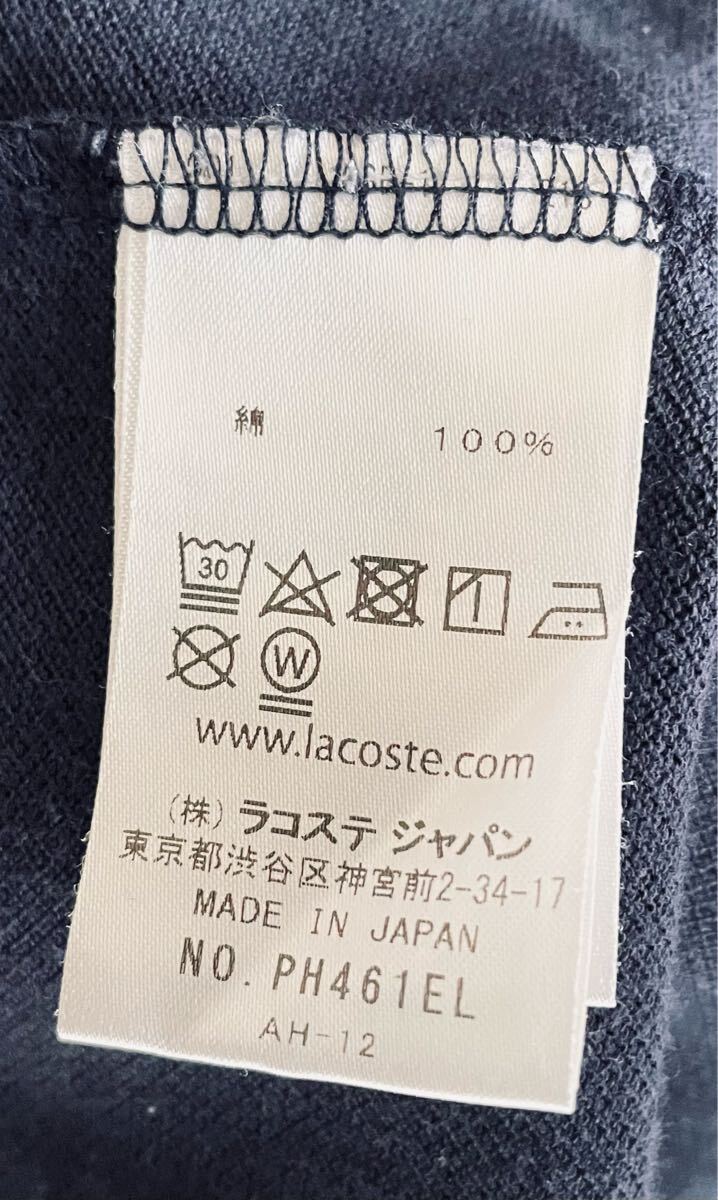 綿 100%
30
W
www.lacoste.com
(株) ラコステ ジャパン
東京都渋谷区神宮前2-34-17
MADE IN JAPAN
NO. PH461EL
AH-12